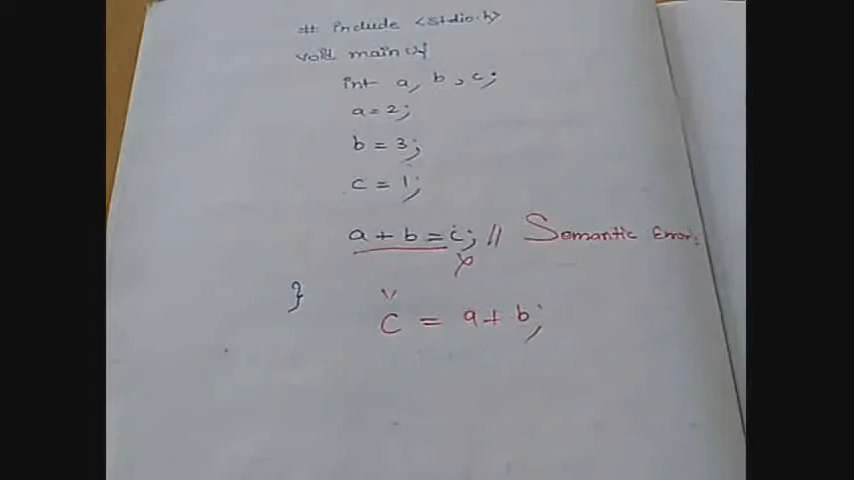 # include <stdio.h>
void main(){
int a, b, c;
a = 2;
b = 3;
c = 1;
a + b = c; // Semantic Error:
}
c = a + b;